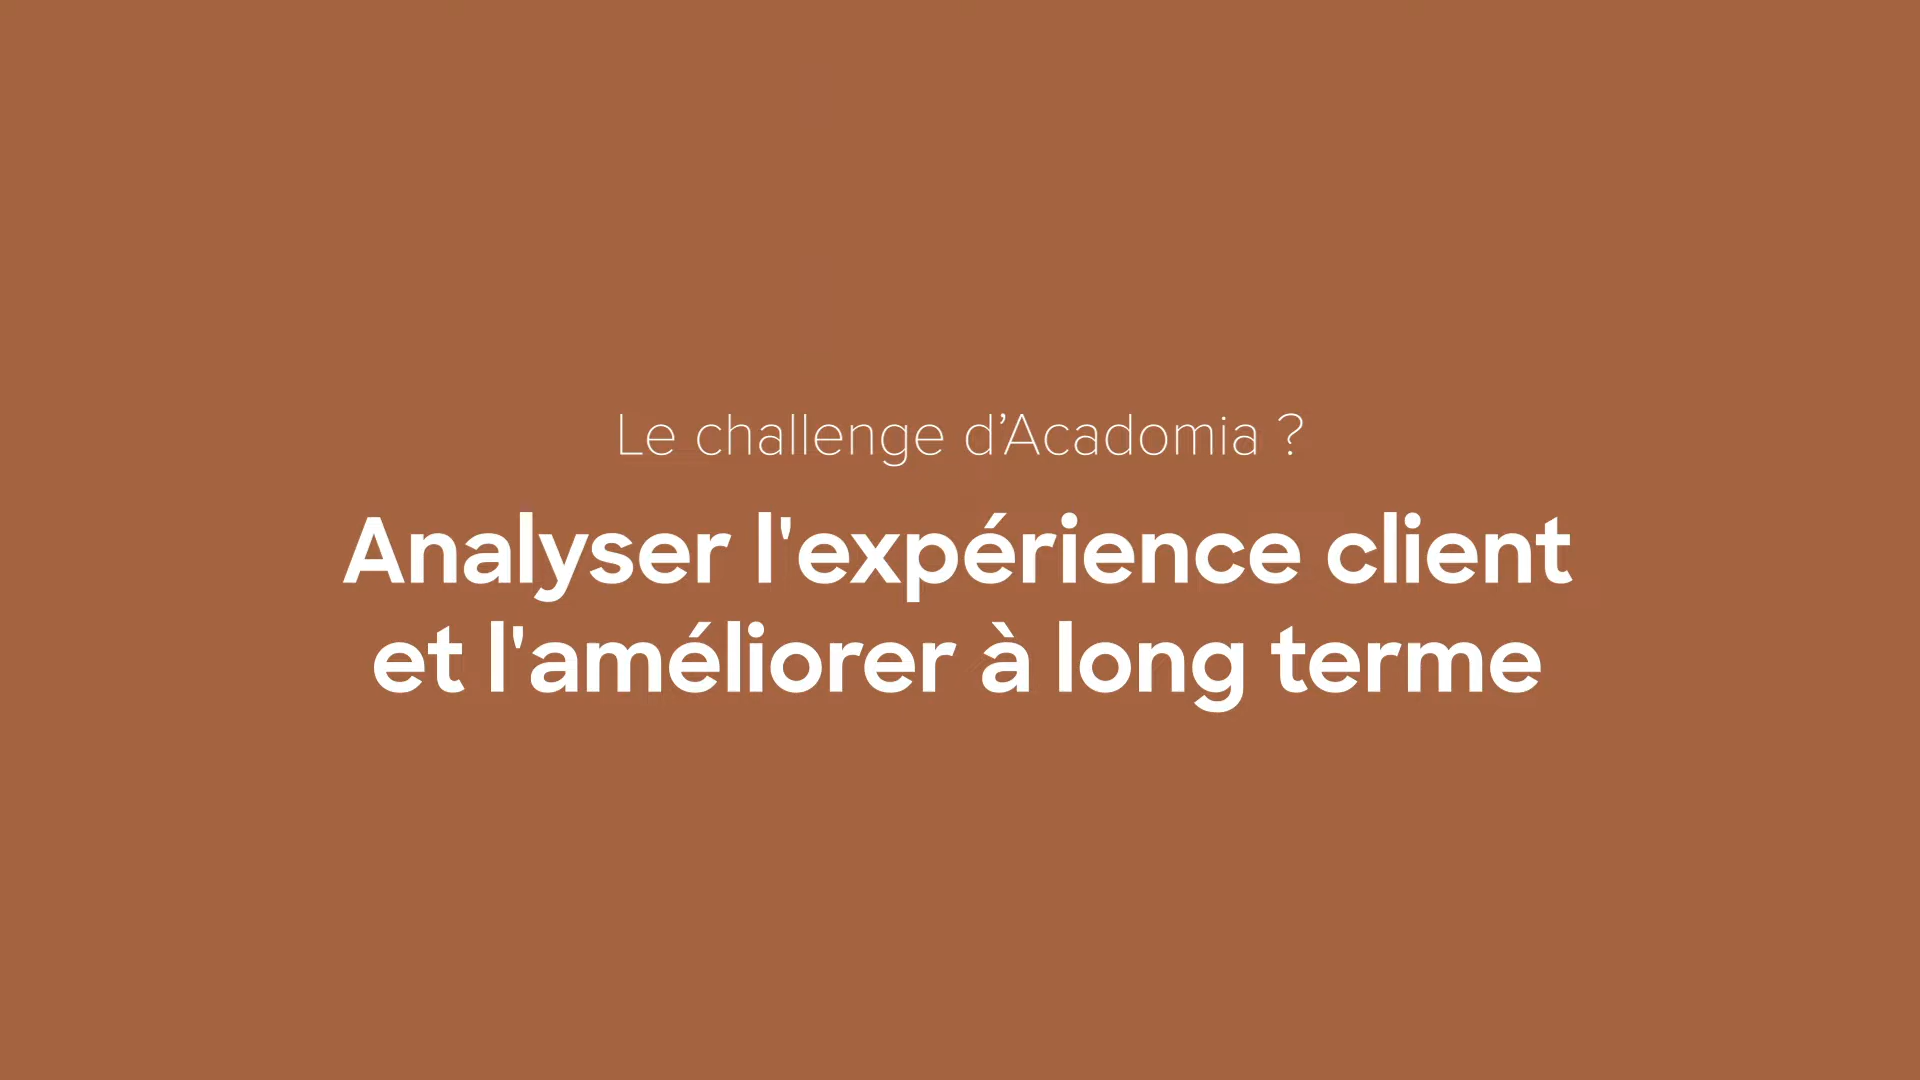 Le challenge d’Acadomia ?
Analyser l'expérience client
et l'améliorer à long terme